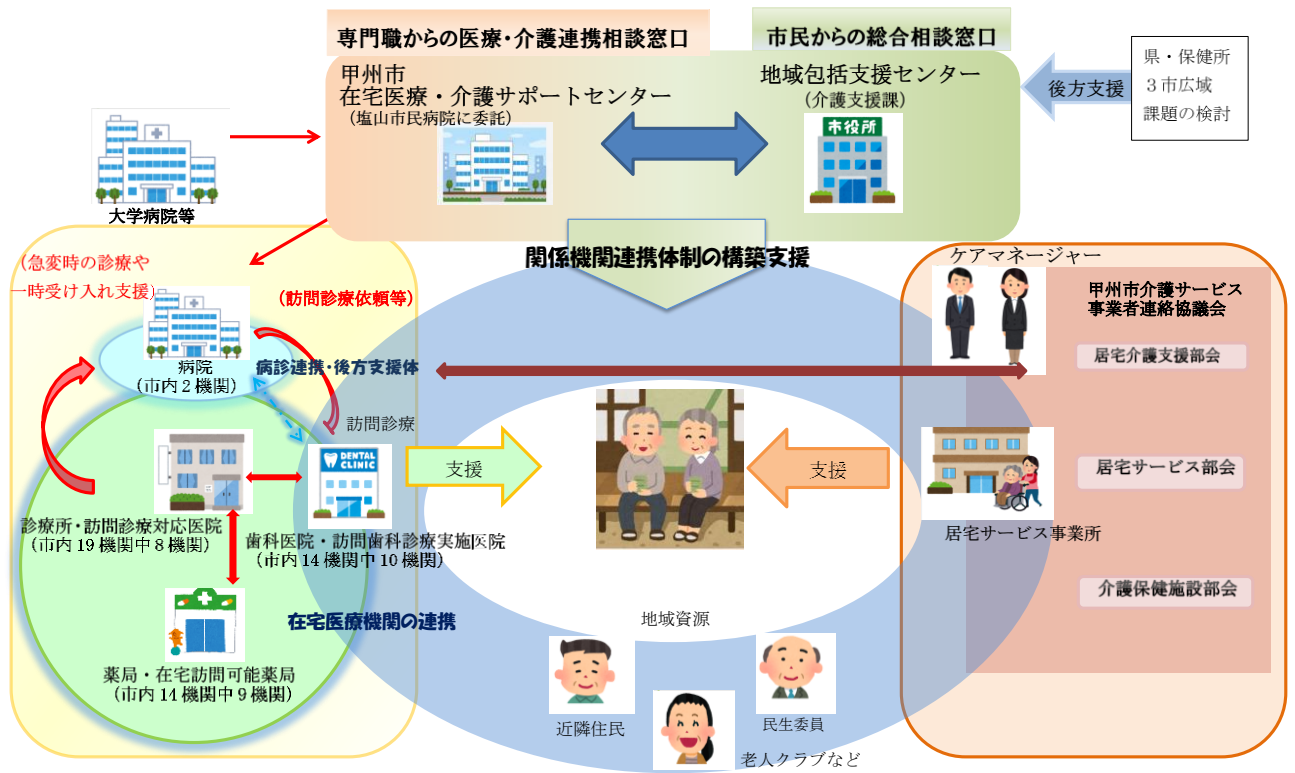 専門職からの医療・介護連携相談窓口
市民からの総合相談窓口
甲州市
在宅医療・介護サポートセンター
（塩山市民病院に委託）
地域包括支援センター
（介護支援課）
市役所
後方支援
県・保健所
３市広域
課題の検討
大学病院等
関係機関連携体制の構築支援
（急変時の診療や
一時受け入れ支援）
（訪問診療依頼等）
病院
（市内２機関）
病診連携・後方支援体
訪問診療
DENTAL
CLINIC
支援
支援
診療所・訪問診療対応医院
（市内19機関中８機関）
歯科医院・訪問歯科診療実施医院
（市内14機関中10機関）
在宅医療機関の連携
薬局・在宅訪問可能薬局
（市内14機関中９機関）
地域資源
近隣住民
民生委員
老人クラブなど
ケアマネージャー
甲州市介護サービス
事業者連絡協議会
居宅介護支援部会
居宅サービス部会
居宅サービス事業所
介護保健施設部会